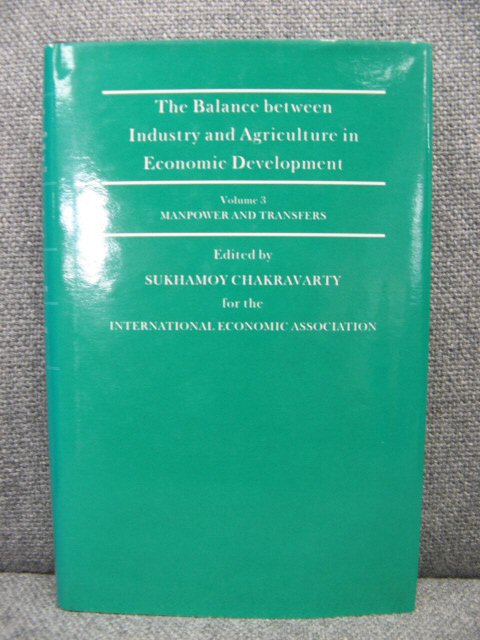 The Balance between
Industry and Agriculture in
Economic Development
Volume 3
MANPOWER AND TRANSFERS
Edited by
SUKHAMOY CHAKRAVARTY
for the
INTERNATIONAL ECONOMIC ASSOCIATION